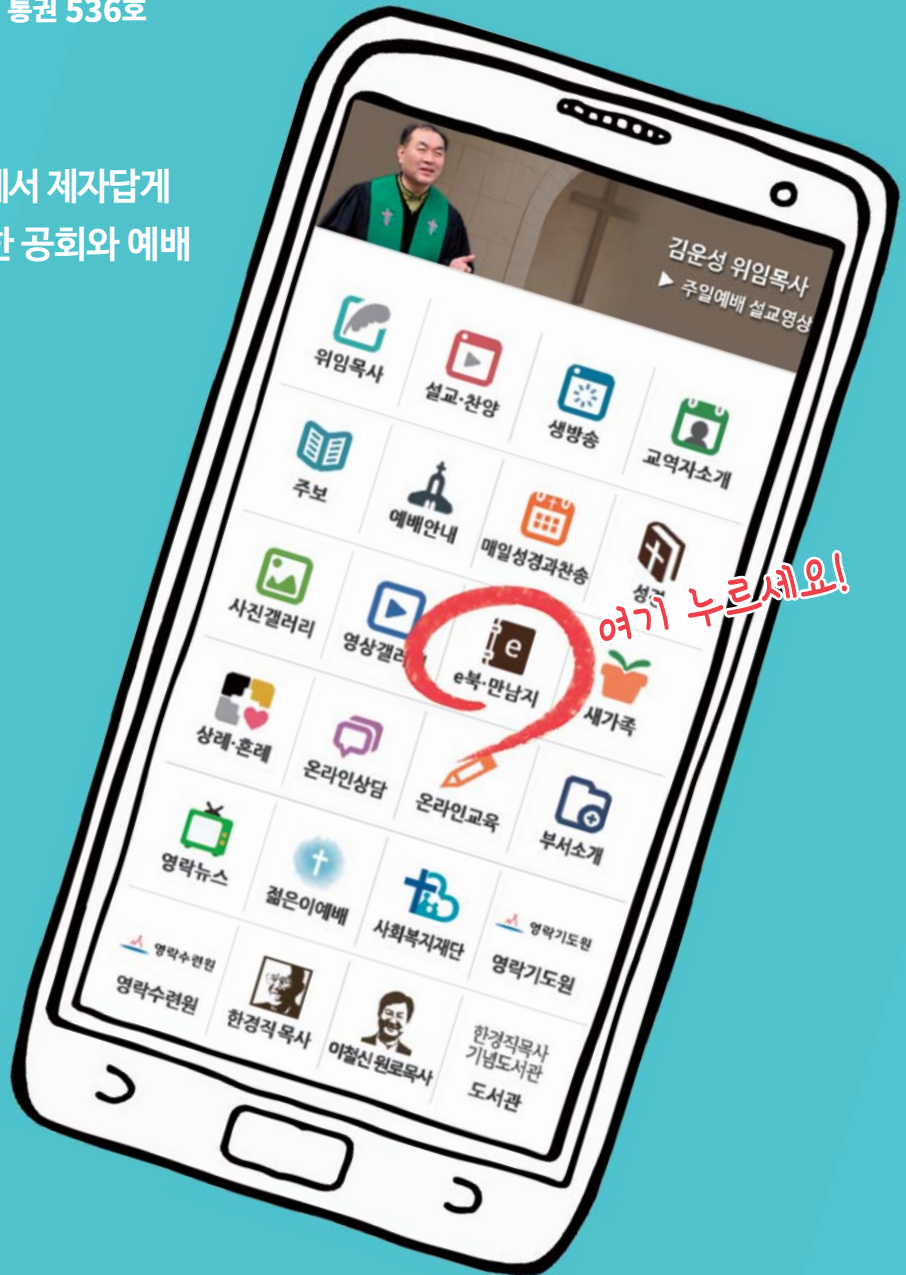 통권 536호
에서 제자답게
한 공회와 예배
김운성 위임목사
▶ 주일예배 설교영상
위임목사
설교·찬양
생방송
교역자소개
주보
예배안내
매일성경과찬송
성경
여기 누르세요!
사진갤러리
영상갤러리
e
e북·만남지
새가족
상례·혼례
온라인상담
온라인교육
부서소개
영락뉴스
젊은이예배
사회복지재단
영락기도원
영락기도원
영락수련원
영락수련원
한경직 목사
이철신 원로목사
한경직목사
기념도서관
도서관